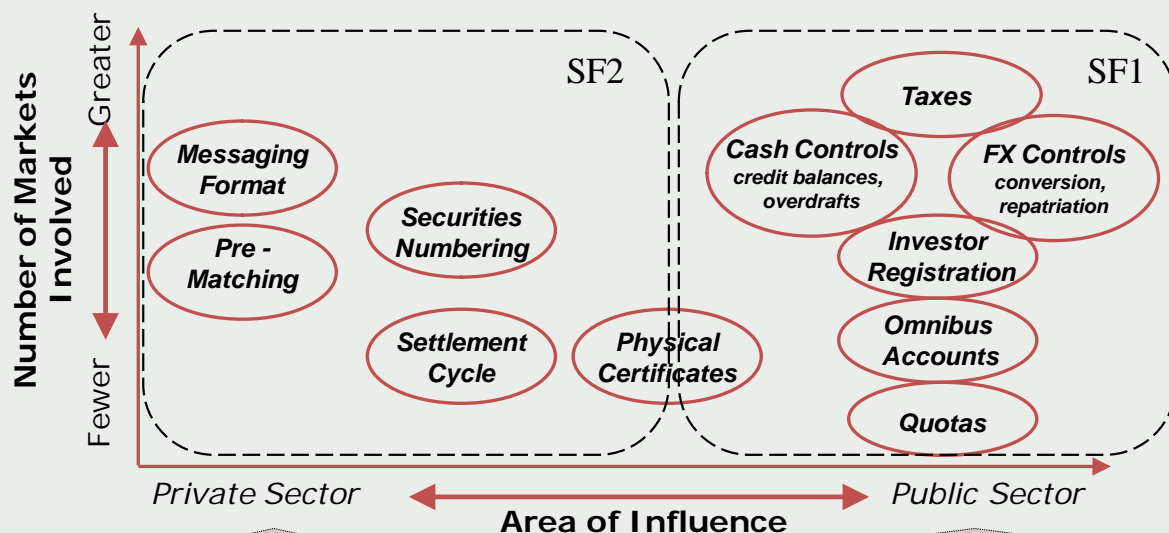 Number of Markets
Involved
Greater
Fewer
SF2
SF1
Messaging
Format
Pre -
Matching
Securities
Numbering
Settlement
Cycle
Physical
Certificates
Taxes
Cash Controls
credit balances,
overdrafts
FX Controls
conversion,
repatriation
Investor
Registration
Omnibus
Accounts
Quotas
Private Sector
Public Sector
Area of Influence